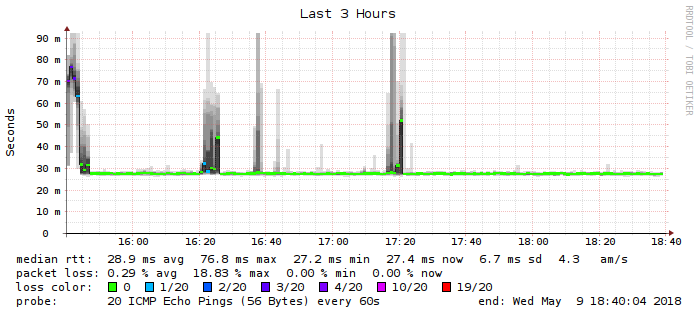 Last 3 Hours
RRDTOOL / TOBI OETIKER
Seconds
90 m
80 m
70 m
60 m
50 m
40 m
30 m
20 m
10 m
0
16:00 16:20 16:40 17:00 17:20 17:40 18:00 18:20 18:40
median rtt: 28.9 ms avg 76.8 ms max 27.2 ms min 27.4 ms now 6.7 ms sd 4.3 am/s
packet loss: 0.29 % avg 18.83 % max 0.00 % min 0.00 % now
loss color: 0 1/20 2/20 3/20 4/20 10/20 19/20
probe: 20 ICMP Echo Pings (56 Bytes) every 60s end: Wed May 9 18:40:04 2018